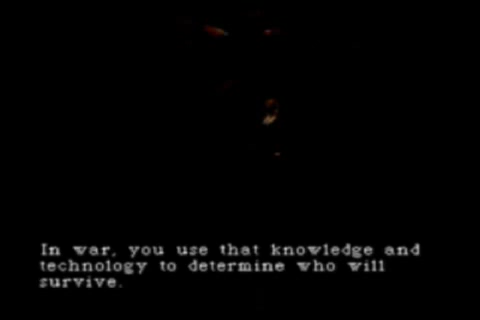 In war, you use that knowledge and
technology to determine who will
survive.